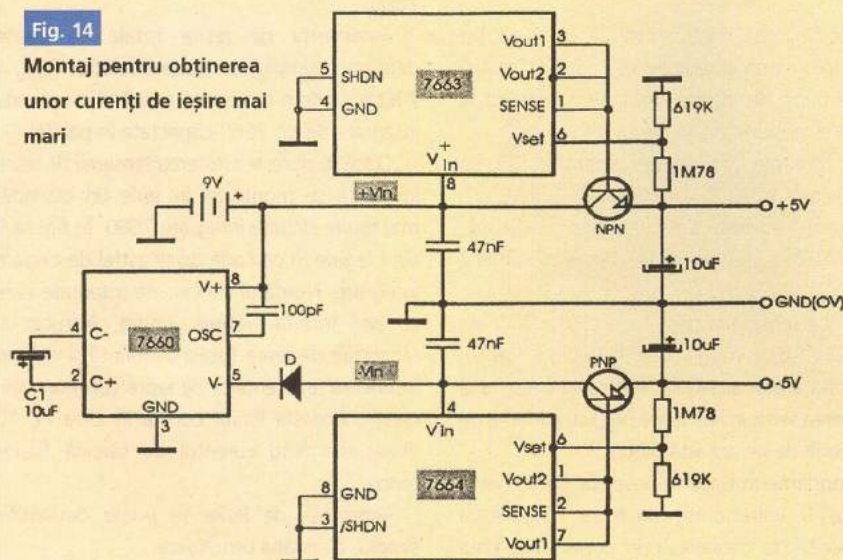 Fig. 14
Montaj pentru obținerea
unor curenți de ieșire mai
mari
Vout1 3
5 SHDN
7663
Vout2 2
4 GND
SENSE 1
619K
Vset 6
V+In
8
1M78
9V
+
+Vin
NPN
+5V
47nF
+
10uF
V+ 8
100pF
GND(0V)
4 C-
7660
OSC 7
47nF
+
10uF
2 C+
V- 5
D
-Vin
PNP
-5V
C1
10uF
+
GND
3
4
V-In
1M78
Vset 6
8 GND
7664
Vout2 1
619K
3 /SHDN
SENSE 2
Vout1 7